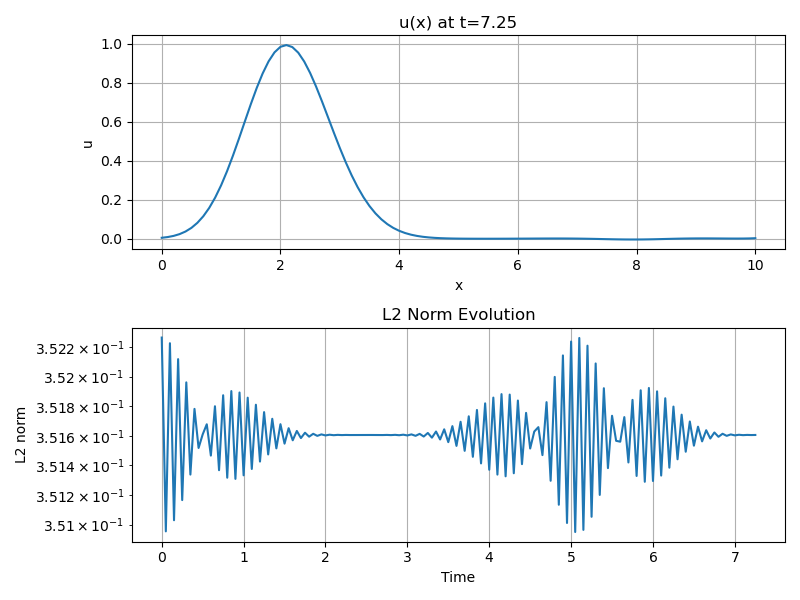 u(x) at t=7.25
1.0
0.8
0.6
0.4
0.2
0.0
u
0 2 4 6 8 10
x
L2 Norm Evolution
3.522 × 10⁻¹
3.52 × 10⁻¹
3.518 × 10⁻¹
3.516 × 10⁻¹
3.514 × 10⁻¹
3.512 × 10⁻¹
3.51 × 10⁻¹
L2 norm
0 1 2 3 4 5 6 7
Time